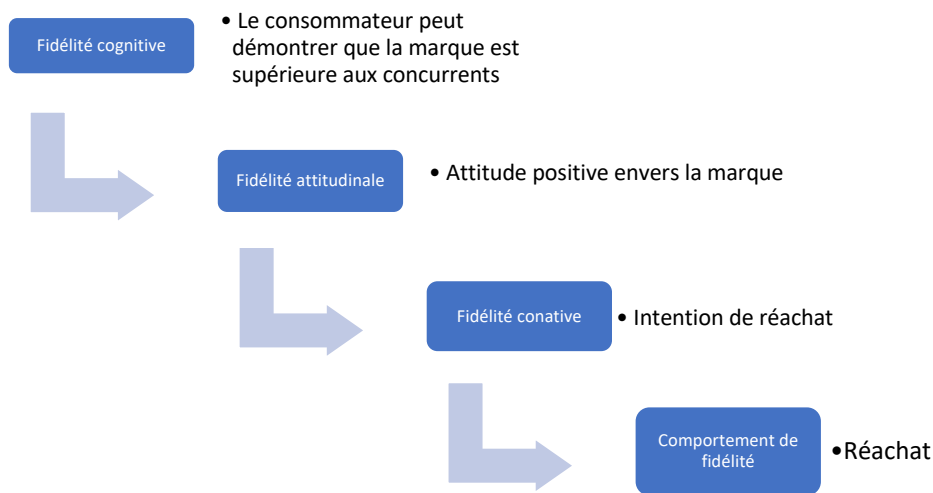 Fidélité cognitive
• Le consommateur peut
démontrer que la marque est
supérieure aux concurrents
Fidélité attitudinale
• Attitude positive envers la marque
Fidélité conative
• Intention de réachat
Comportement de
fidélité
•Réachat